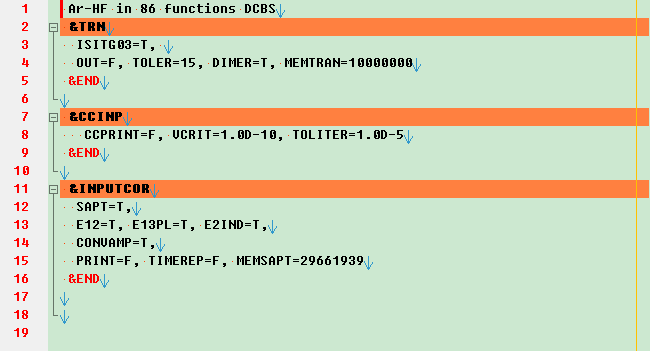 1 Ar-HF in 86 functions DCBS
2 &TRN
3 ISITG03=T,
4 OUT=F, TOLER=15, DIMER=T, MEMTRAN=10000000
5 &END
6
7 &CCINP
8 CCPRINT=F, VCRIT=1.0D-10, TOLITER=1.0D-5
9 &END
10
11 &INPUTCOR
12 SAPT=T,
13 E12=T, E13PL=T, E2IND=T,
14 CONVAMP=T,
15 PRINT=F, TIMEREP=F, MEMSAPT=29661939
16 &END
17
18
19